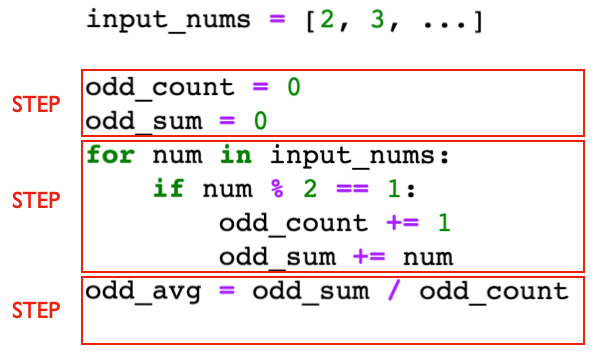 input_nums = [2, 3, ...]
STEP
odd_count = 0
odd_sum = 0
STEP
for num in input_nums:
    if num % 2 == 1:
        odd_count += 1
        odd_sum += num
STEP
odd_avg = odd_sum / odd_count